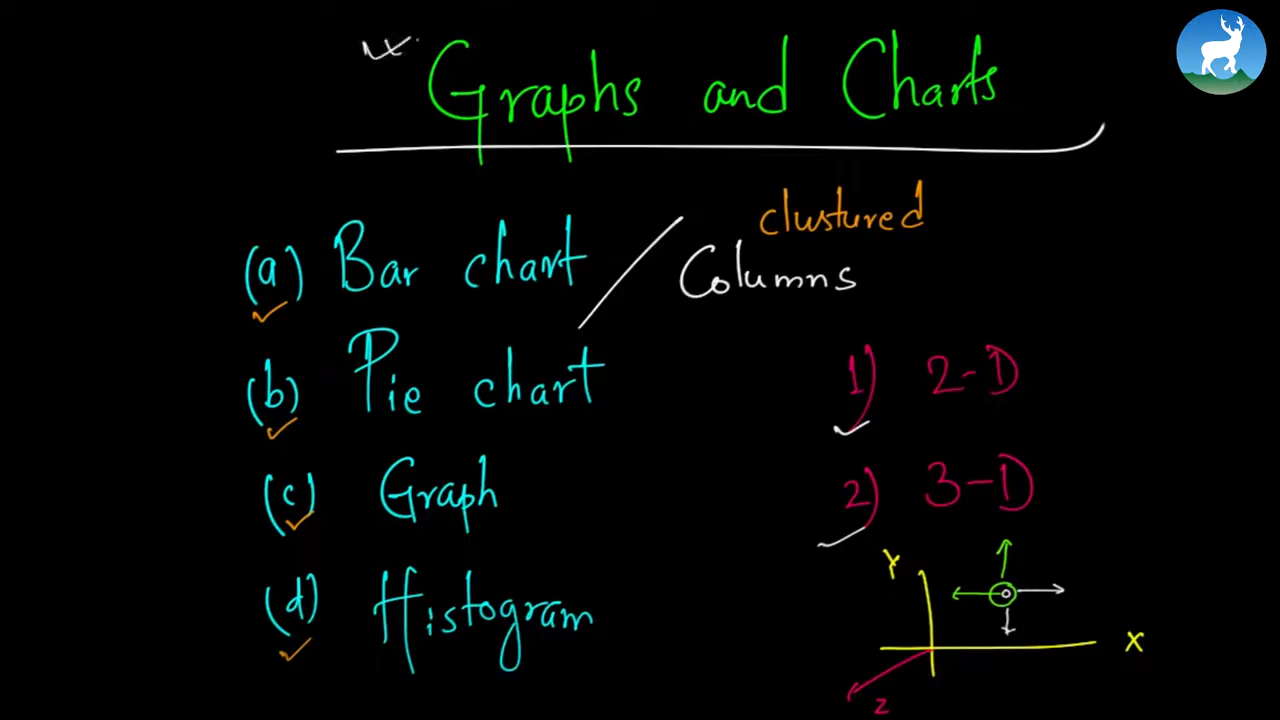 Graphs and Charts
clustured
(a) Bar chart / Columns
(b) Pie chart
1) 2-D
(c) Graph
2) 3-D
(d) Histogram
Y
X
z